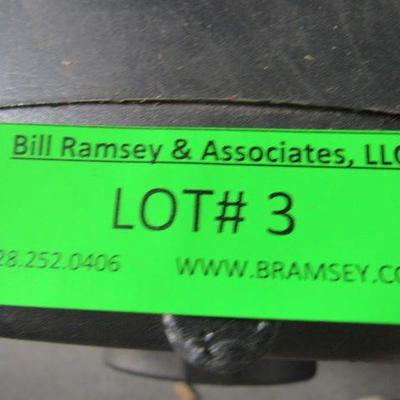 Bill Ramsey & Associates, LLC
LOT# 3
28.252.0406 WWW.BRAMSEY.CO